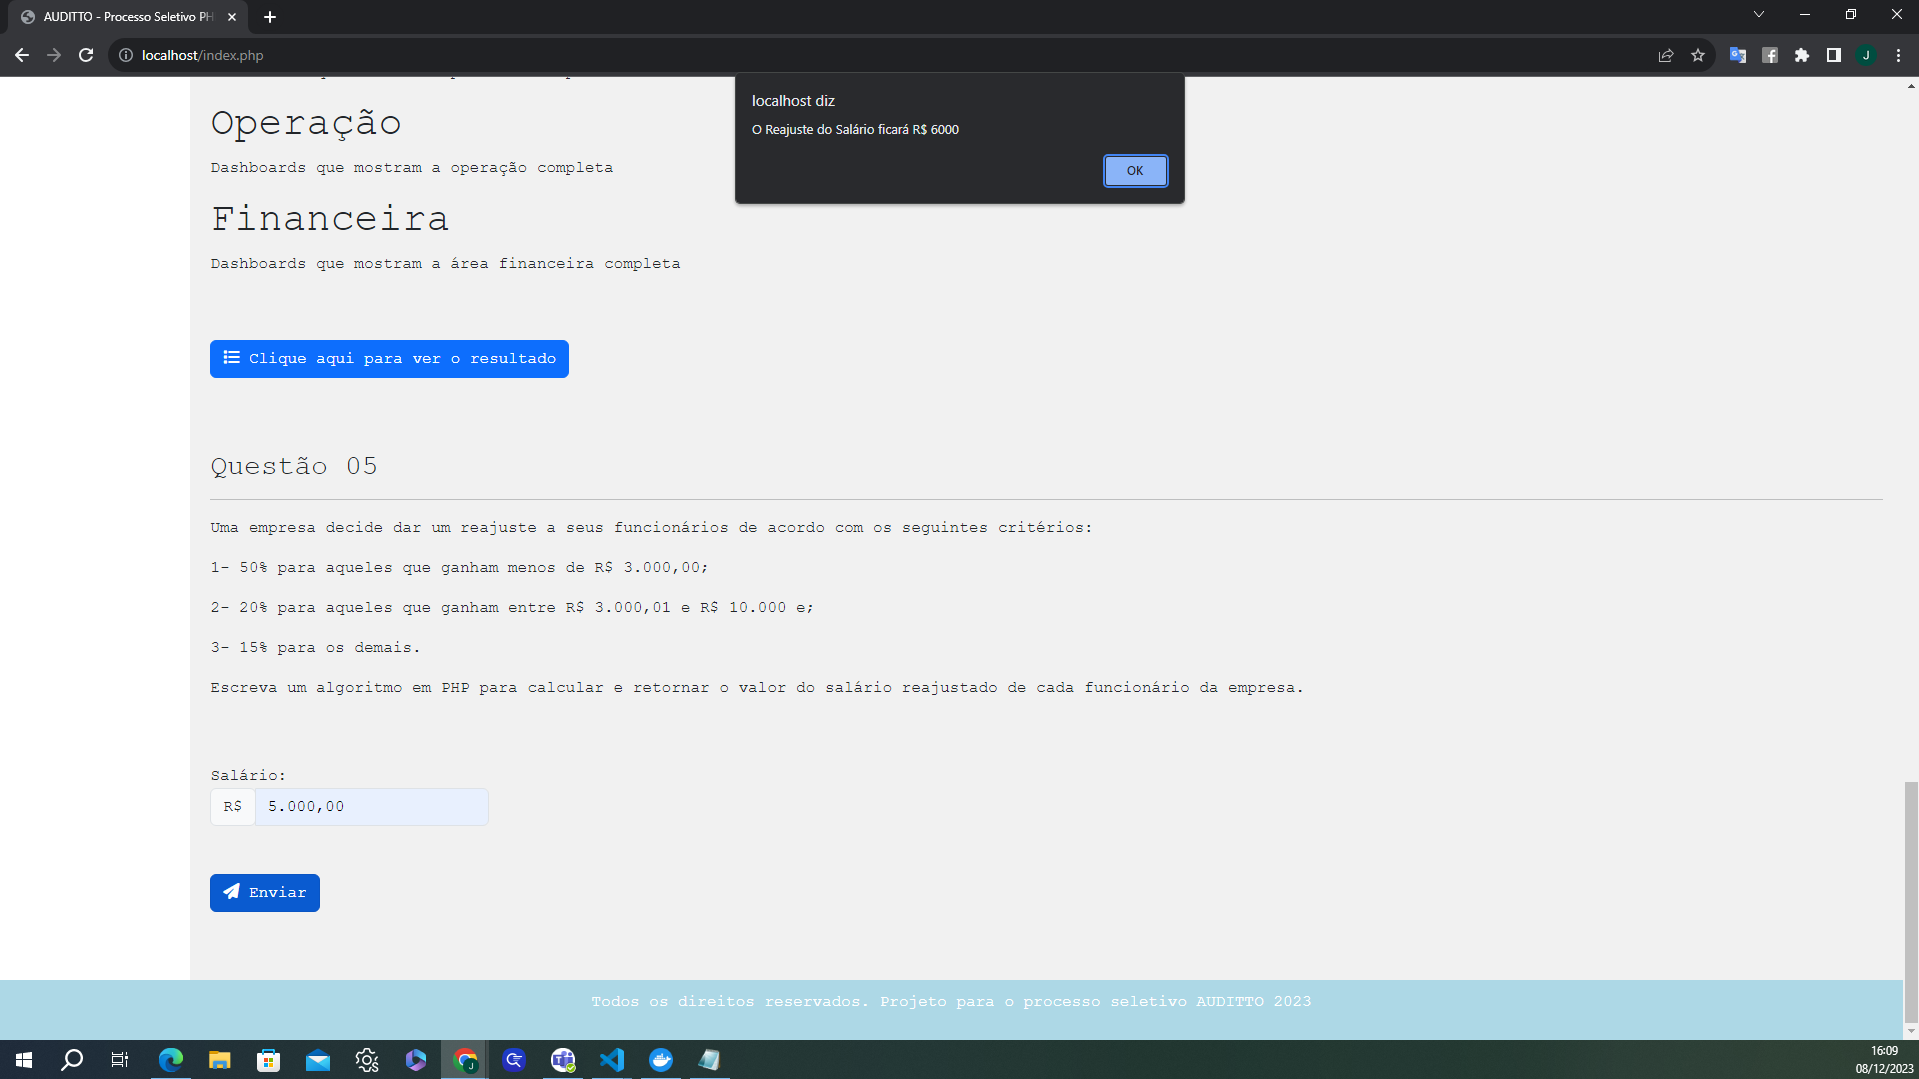 AUDITTO - Processo Seletivo PH
localhost/index.php
J
localhost diz
O Reajuste do Salário ficará R$ 6000
OK
Operação
Dashboards que mostram a operação completa
Financeira
Dashboards que mostram a área financeira completa
Clique aqui para ver o resultado
Questão 05
Uma empresa decide dar um reajuste a seus funcionários de acordo com os seguintes critérios:
1- 50% para aqueles que ganham menos de R$ 3.000,00;
2- 20% para aqueles que ganham entre R$ 3.000,01 e R$ 10.000 e;
3- 15% para os demais.
Escreva um algoritmo em PHP para calcular e retornar o valor do salário reajustado de cada funcionário da empresa.
Salário:
R$ 5.000,00
Enviar
Todos os direitos reservados. Projeto para o processo seletivo AUDITTO 2023
16:09
08/12/2023